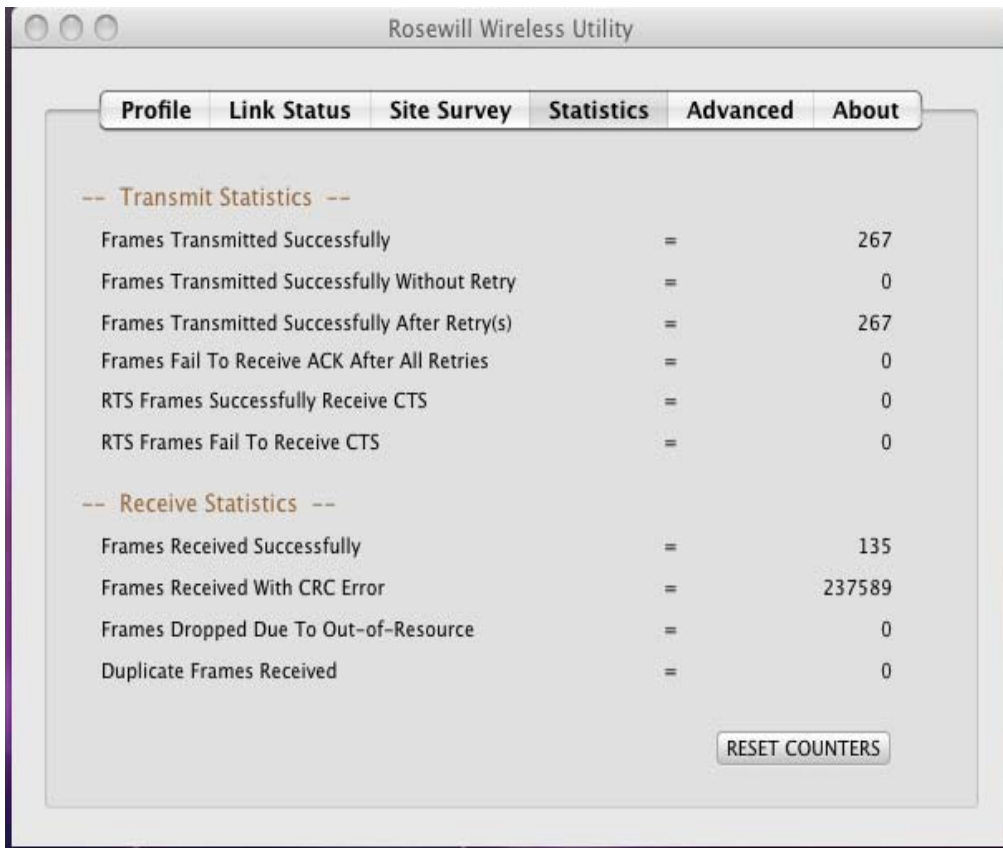 Rosewill Wireless Utility
Profile Link Status Site Survey Statistics Advanced About
-- Transmit Statistics --
Frames Transmitted Successfully = 267
Frames Transmitted Successfully Without Retry = 0
Frames Transmitted Successfully After Retry(s) = 267
Frames Fail To Receive ACK After All Retries = 0
RTS Frames Successfully Receive CTS = 0
RTS Frames Fail To Receive CTS = 0
-- Receive Statistics --
Frames Received Successfully = 135
Frames Received With CRC Error = 237589
Frames Dropped Due To Out-of-Resource = 0
Duplicate Frames Received = 0
RESET COUNTERS